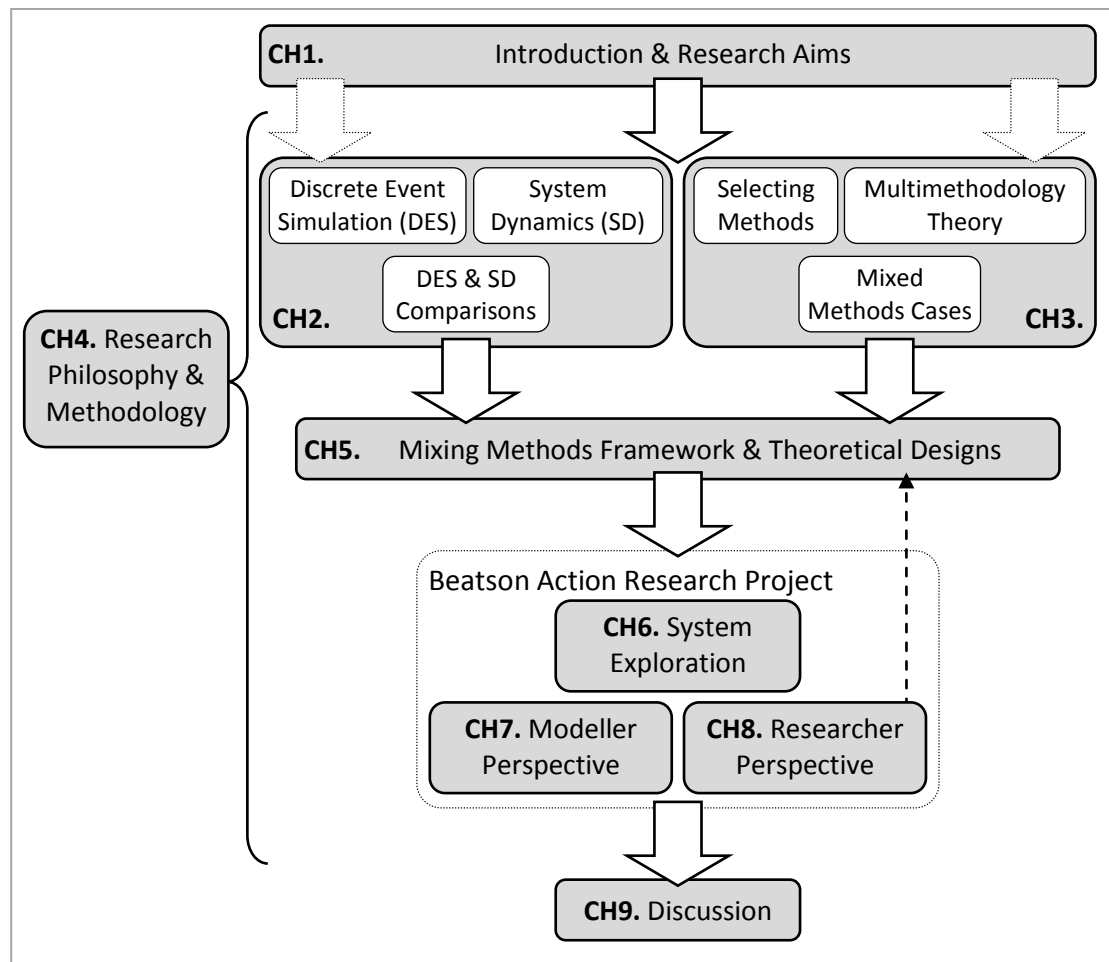 CH1. Introduction & Research Aims
Discrete Event
Simulation (DES)
System
Dynamics (SD)
DES & SD
Comparisons
CH2.
Selecting
Methods
Multimethodology
Theory
Mixed
Methods Cases
CH3.
CH4. Research
Philosophy &
Methodology
CH5. Mixing Methods Framework & Theoretical Designs
Beatson Action Research Project
CH6. System
Exploration
CH7. Modeller
Perspective
CH8. Researcher
Perspective
CH9. Discussion